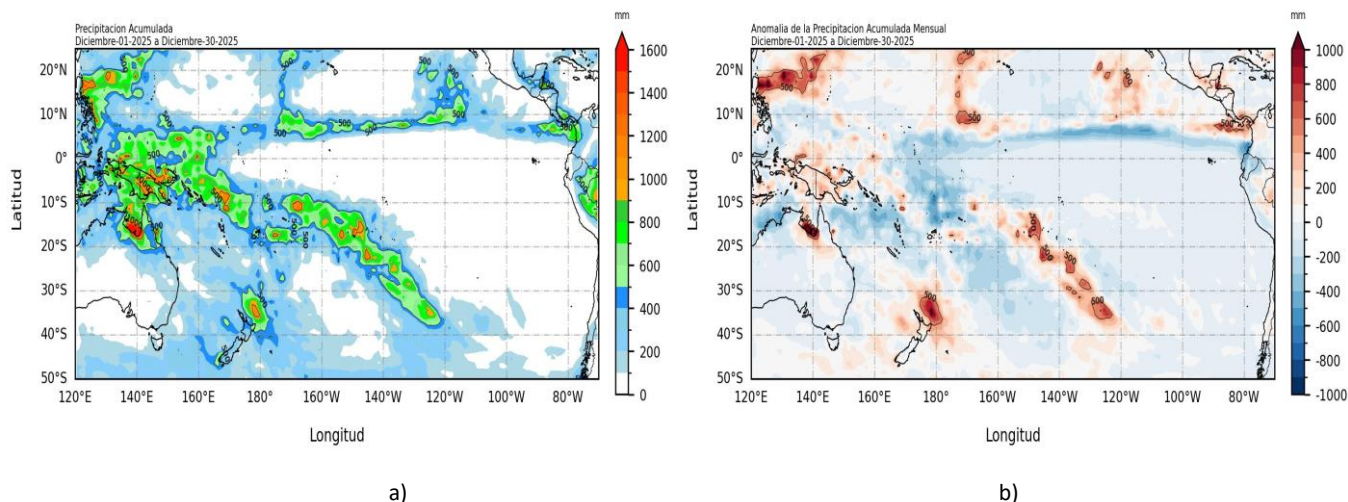 Precipitación Acumulada
Diciembre-01-2025 a Diciembre-30-2025
mm
1600
1400
1200
1000
800
600
400
200
0
20°N
10°N
0°
10°S
20°S
30°S
40°S
50°S
Latitud
120°E 140°E 160°E 180° 160°W 140°W 120°W 100°W 80°W
Longitud
a)
Anomalia de la Precipitación Acumulada Mensual
Diciembre-01-2025 a Diciembre-30-2025
mm
1000
800
600
400
200
0
-200
-400
-600
-800
-1000
20°N
10°N
0°
10°S
20°S
30°S
40°S
50°S
Latitud
120°E 140°E 160°E 180° 160°W 140°W 120°W 100°W 80°W
Longitud
b)